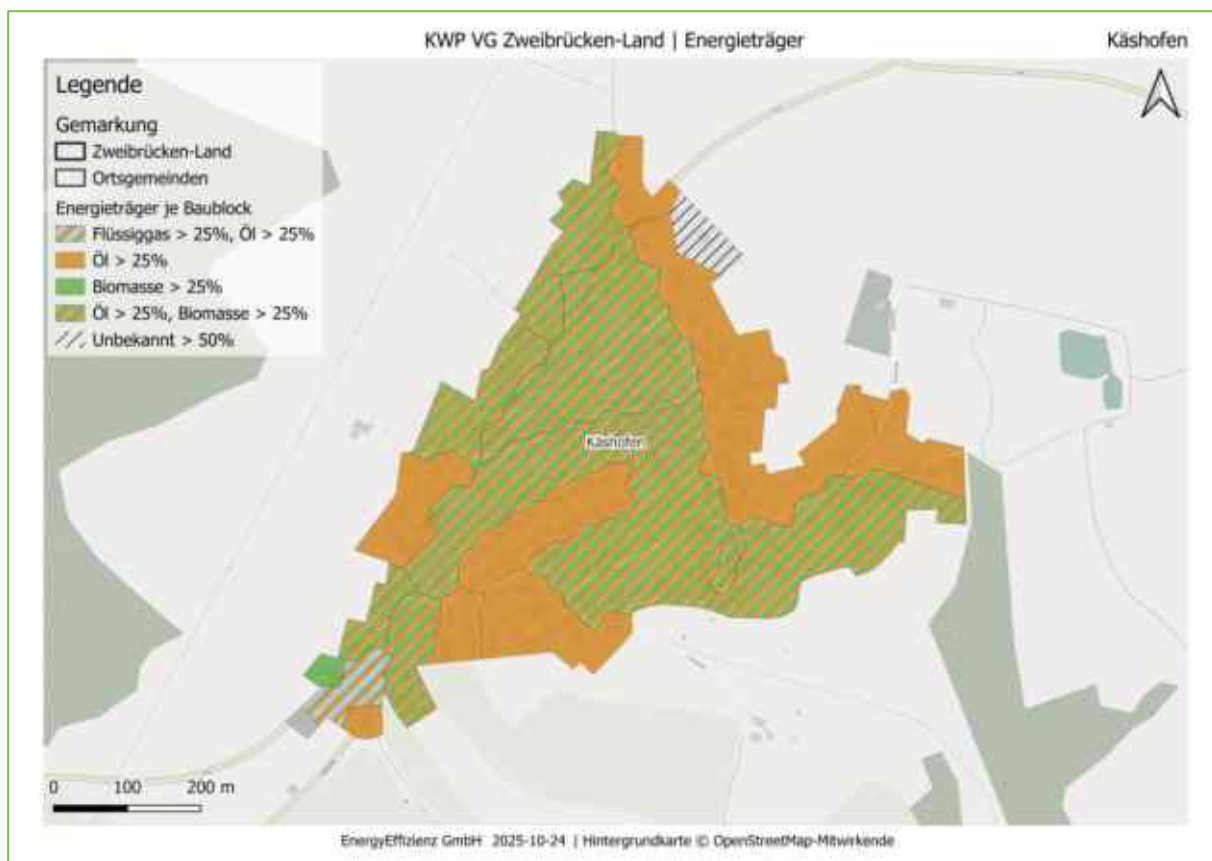 KWP VG Zweibrücken-Land | Energieträger
Käshofen
Legende
Gemarkung
Zweibrücken-Land
Ortsgemeinden
Energieträger je Baublock
Flüssiggas > 25%, Öl > 25%
Öl > 25%
Biomasse > 25%
Öl > 25%, Biomasse > 25%
Unbekannt > 50%
Käshofen
0 100 200 m
EnergyEffizienz GmbH 2025-10-24 | Hintergrundkarte © OpenStreetMap-Mitwirkende